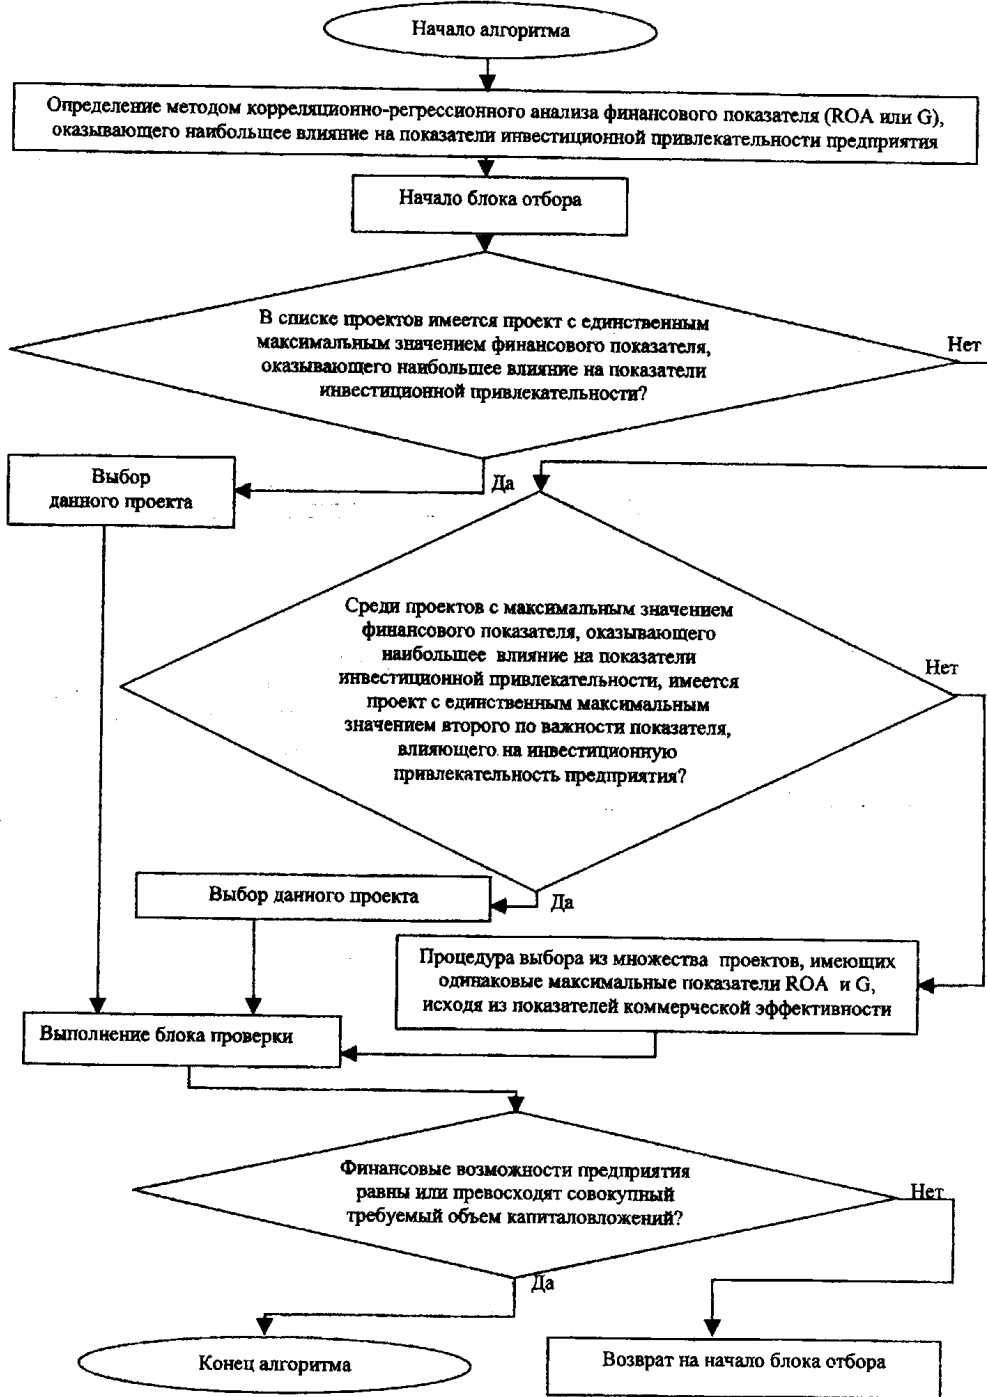 Начало алгоритма
Определение методом корреляционно-регрессионного анализа финансового показателя (ROA или G),
оказывающего наибольшее влияние на показатели инвестиционной привлекательности предприятия
Начало блока отбора
В списке проектов имеется проект с единственным
максимальным значением финансового показателя,
оказывающего наибольшее влияние на показатели
инвестиционной привлекательности?
Нет
Да
Выбор
данного проекта
Среди проектов с максимальным значением
финансового показателя, оказывающего
наибольшее влияние на показатели
инвестиционной привлекательности, имеется
проект с единственным максимальным
значением второго по важности показателя,
влияющего на инвестиционную
привлекательность предприятия?
Нет
Да
Выбор данного проекта
Процедура выбора из множества проектов, имеющих
одинаковые максимальные показатели ROA и G,
исходя из показателей коммерческой эффективности
Выполнение блока проверки
Финансовые возможности предприятия
равны или превосходят совокупный
требуемый объем капиталовложений?
Нет
Да
Конец алгоритма
Возврат на начало блока отбора